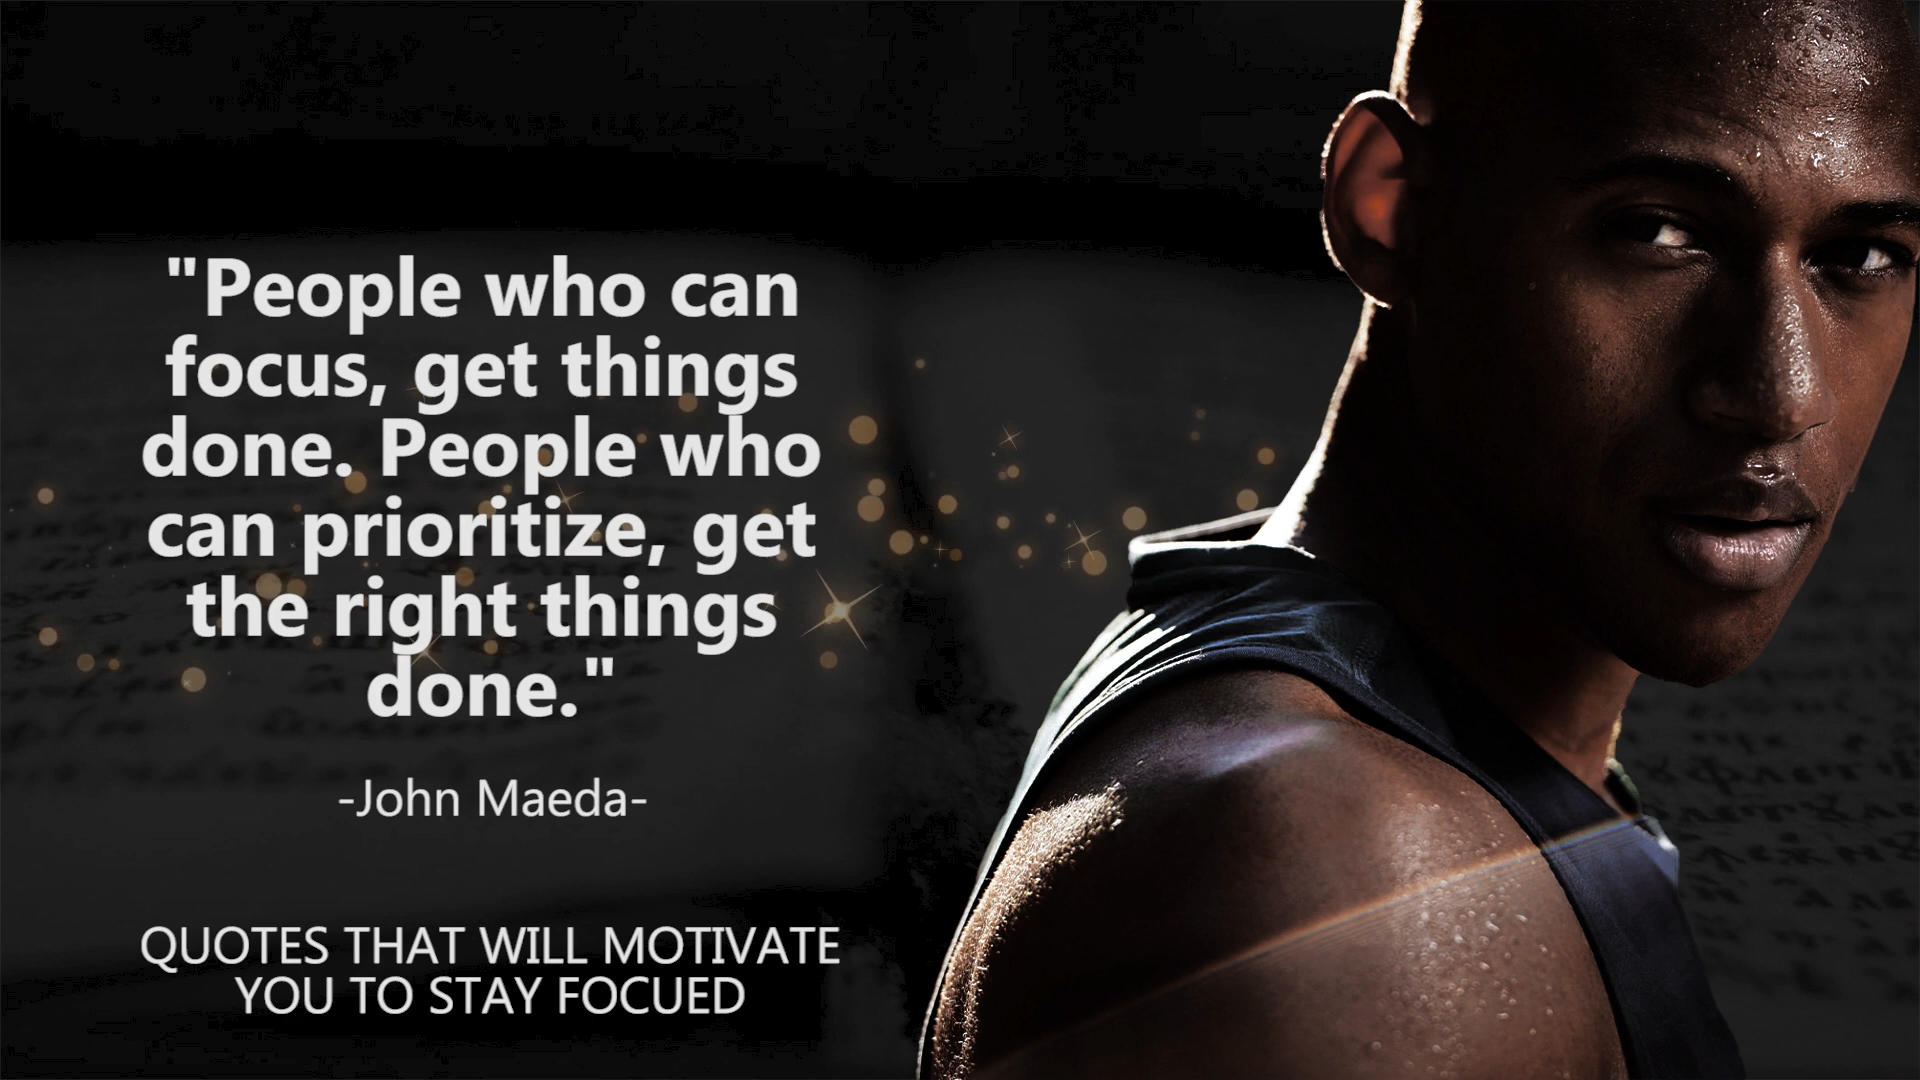 "People who can
focus, get things
done. People who
can prioritize, get
the right things
done."
-John Maeda-
QUOTES THAT WILL MOTIVATE
YOU TO STAY FOCUED